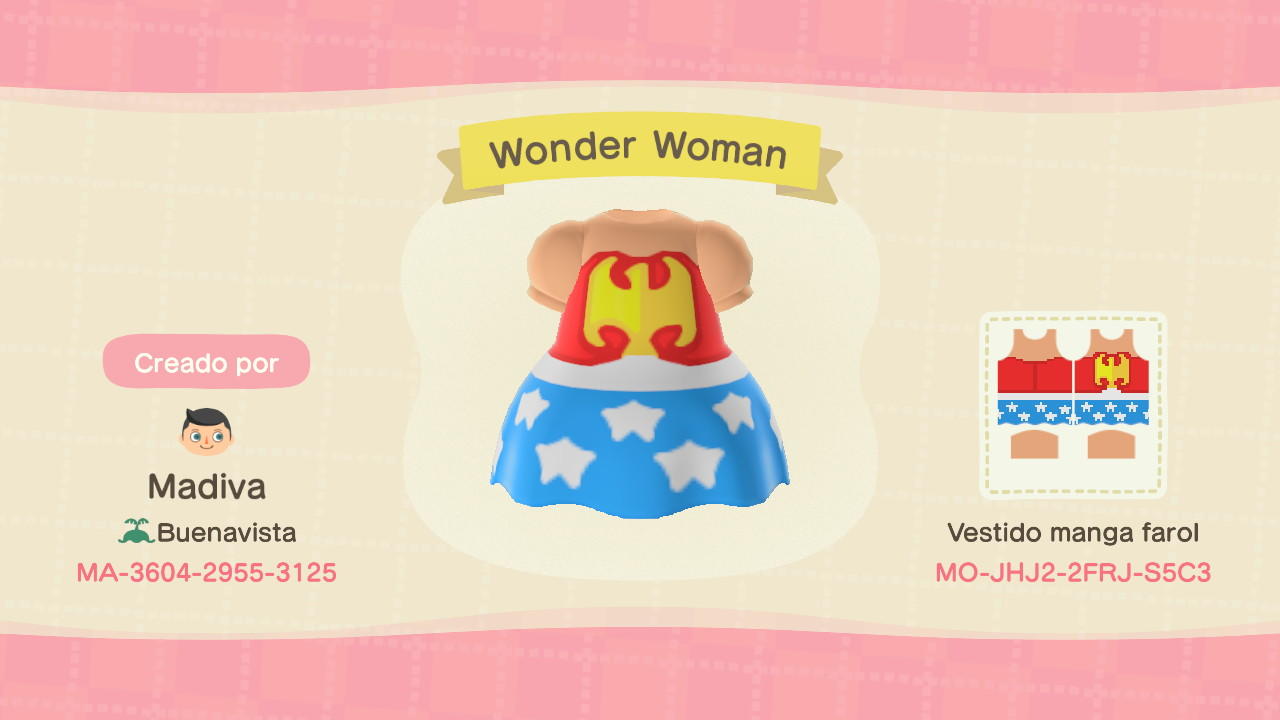 Wonder Woman
Creado por
Madiva
Buenavista
MA-3604-2955-3125
Vestido manga farol
MO-JHJ2-2FRJ-S5C3